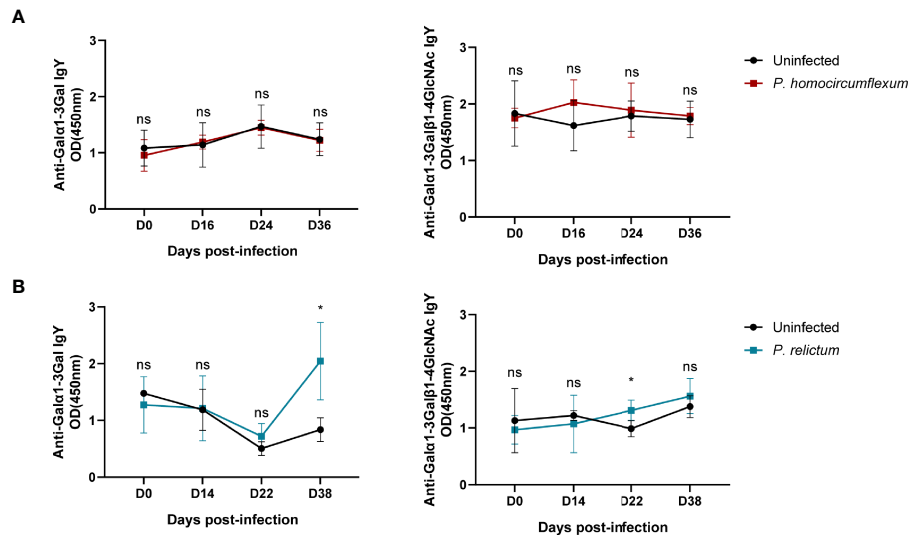 A
Anti-Galα1-3Gal IgY
OD(450nm)
3
2
1
0
ns
ns
ns
ns
D0
D16
D24
D36
Days post-infection
Anti-Galα1-3Galβ1-4GlcNAc IgY
OD(450nm)
3
2
1
0
ns
ns
ns
ns
D0
D16
D24
D36
Days post-infection
Uninfected
P. homocircumflexum
B
Anti-Galα1-3Gal IgY
OD(450nm)
3
2
1
0
ns
ns
ns
*
D0
D14
D22
D38
Days post-infection
Anti-Galα1-3Galβ1-4GlcNAc IgY
OD(450nm)
3
2
1
0
ns
ns
*
ns
D0
D14
D22
D38
Days post-infection
Uninfected
P. relictum